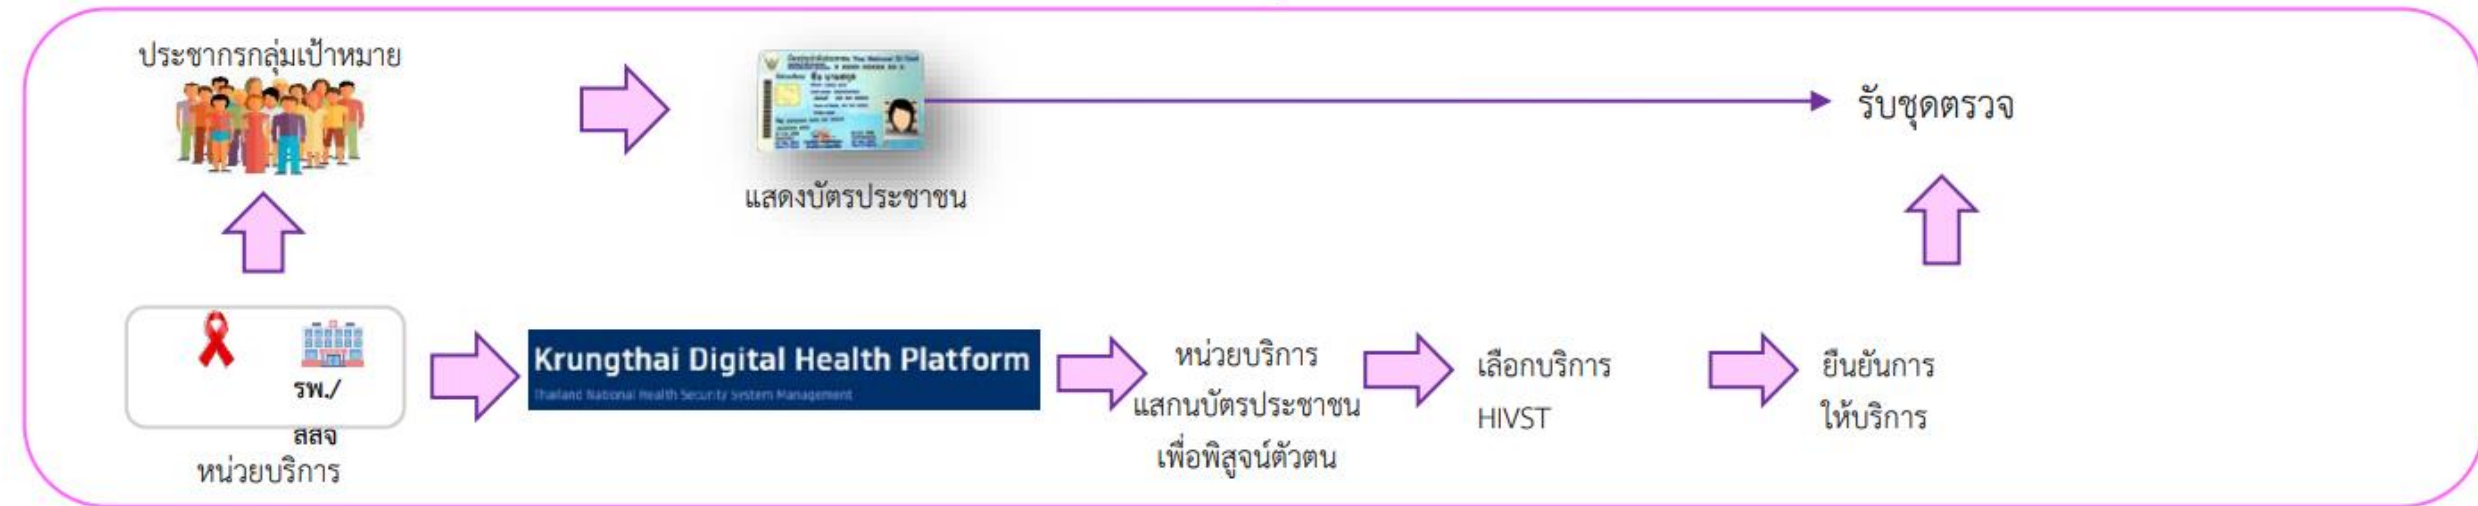 ประชากรกลุ่มเป้าหมาย
แสดงบัตรประชาชน
รับชุดตรวจ
รพ./
สสจ
หน่วยบริการ
Krungthai Digital Health Platform
Thailand National Health Security System Management
หน่วยบริการ
แสกนบัตรประชาชน
เพื่อพิสูจน์ตัวตน
เลือกบริการ
HIVST
ยืนยันการ
ให้บริการ